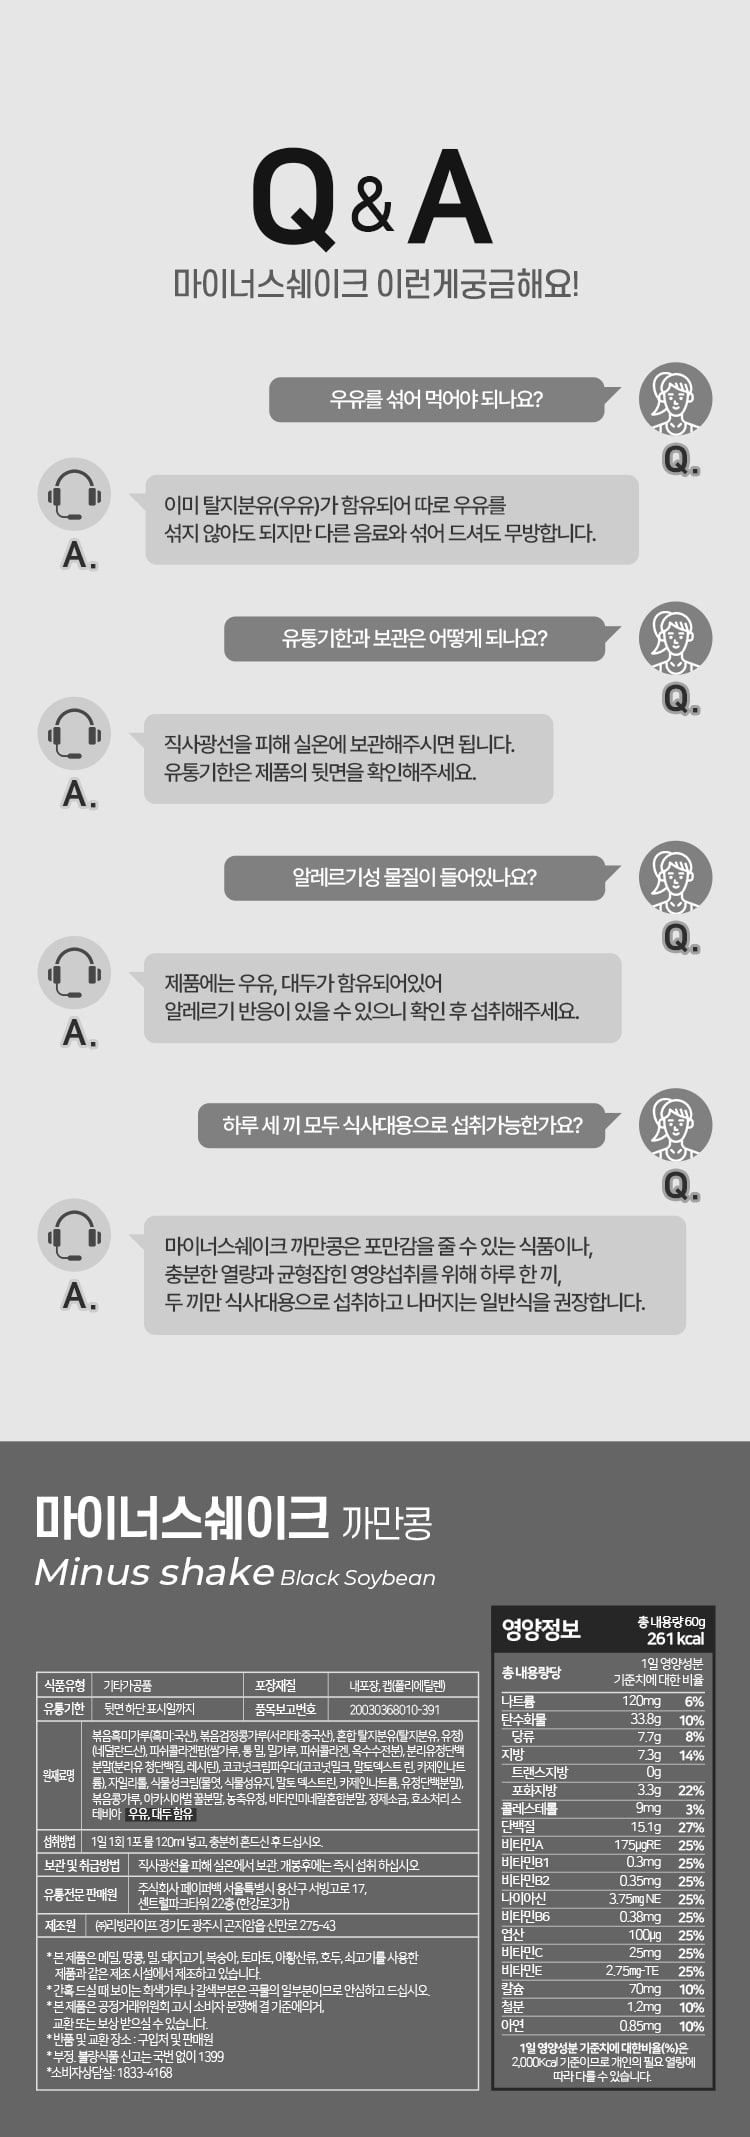 Q & A
마이너스쉐이크 이런게궁금해요!
우유를 섞어 먹어야 되나요?
Q.
이미 탈지분유(우유)가 함유되어 따로 우유를
섞지 않아도 되지만 다른 음료와 섞어 드셔도 무방합니다.
A.
유통기한과 보관은 어떻게 되나요?
Q.
직사광선을 피해 실온에 보관해주시면 됩니다.
유통기한은 제품의 뒷면을 확인해주세요.
A.
알레르기성 물질이 들어있나요?
Q.
제품에는 우유, 대두가 함유되어있어
알레르기 반응이 있을 수 있으니 확인 후 섭취해주세요.
A.
하루 세 끼 모두 식사대용으로 섭취가능한가요?
Q.
마이너스쉐이크 까만콩은 포만감을 줄 수 있는 식품이나,
충분한 열량과 균형잡힌 영양섭취를 위해 하루 한 끼,
두 끼만 식사대용으로 섭취하고 나머지는 일반식을 권장합니다.
A.
마이너스쉐이크 까만콩
Minus shake Black Soybean
식품유형 기타가공품 포장재질 내포장, 캡(폴리에틸렌)
유통기한 뒷면 하단 표시일까지 품목보고번호 20030368010-391
원재료명
볶음흑미가루(흑미:국산), 볶음검정콩가루(서리태:중국산), 혼합 탈지분유(탈지분유, 유청)
(네덜란드산), 피쉬콜라겐팝(쌀가루, 통 밀, 밀가루, 피쉬콜라겐, 옥수수전분), 분리유청단백
분말(분리유 청단백질, 레시틴), 코코넛크림파우더(코코넛밀크, 말토덱스트 린, 카제인나트
륨), 자일리톨, 식물성크림(물엿, 식물성유지, 말토 덱스트린, 카제인나트륨, 유청단백분말),
볶음콩가루, 아카시아벌 꿀분말, 농축유청, 비타민미네랄혼합분말, 정제소금, 효소처리 스
테비아 우유, 대두 함유
섭취방법 1일 1회 1포 물 120ml 넣고, 충분히 흔드신 후 드십시오.
보관 및 취급방법 직사광선을 피해 실온에서 보관. 개봉후에는 즉시 섭취 하십시오
유통전문 판매원 주식회사 페이퍼백 서울특별시 용산구 서빙고로 17,
센트럴파크타워 22층 (한강로3가)
제조원 ㈜리빙라이프 경기도 광주시 곤지암읍 신만로 275-43
* 본 제품은 메밀, 땅콩, 밀, 돼지고기, 복숭아, 토마토, 아황산류, 호두, 쇠고기를 사용한
제품과 같은 제조 시설에서 제조하고 있습니다.
* 간혹 드실 때 보이는 회색가루나 갈색부분은 곡물의 일부분이므로 안심하고 드십시오.
* 본 제품은 공정거래위원회 고시 소비자 분쟁해 결 기준에의거,
교환 또는 보상 받으실 수 있습니다.
* 반품 및 교환 장소 : 구입처 및 판매원
* 부정. 불량식품 신고는 국번 없이 1399
*소비자상담실: 1833-4168
영양정보 총 내용량 60g
261 kcal
총 내용량당 1일 영양성분
기준치에 대한 비율
나트륨 120mg 6%
탄수화물 33.8g 10%
당류 7.7g 8%
지방 7.3g 14%
트랜스지방 0g
포화지방 3.3g 22%
콜레스테롤 9mg 3%
단백질 15.1g 27%
비타민A 175㎍RE 25%
비타민B1 0.3mg 25%
비타민B2 0.35mg 25%
나이아신 3.75㎎ NE 25%
비타민B6 0.38mg 25%
엽산 100㎍ 25%
비타민C 25mg 25%
비타민E 2.75㎎-TE 25%
칼슘 70mg 10%
철분 1.2mg 10%
아연 0.85mg 10%
1일 영양성분 기준치에 대한비율(%)은
2,000Kcal 기준이므로 개인의 필요 열량에
따라 다를 수 있습니다.